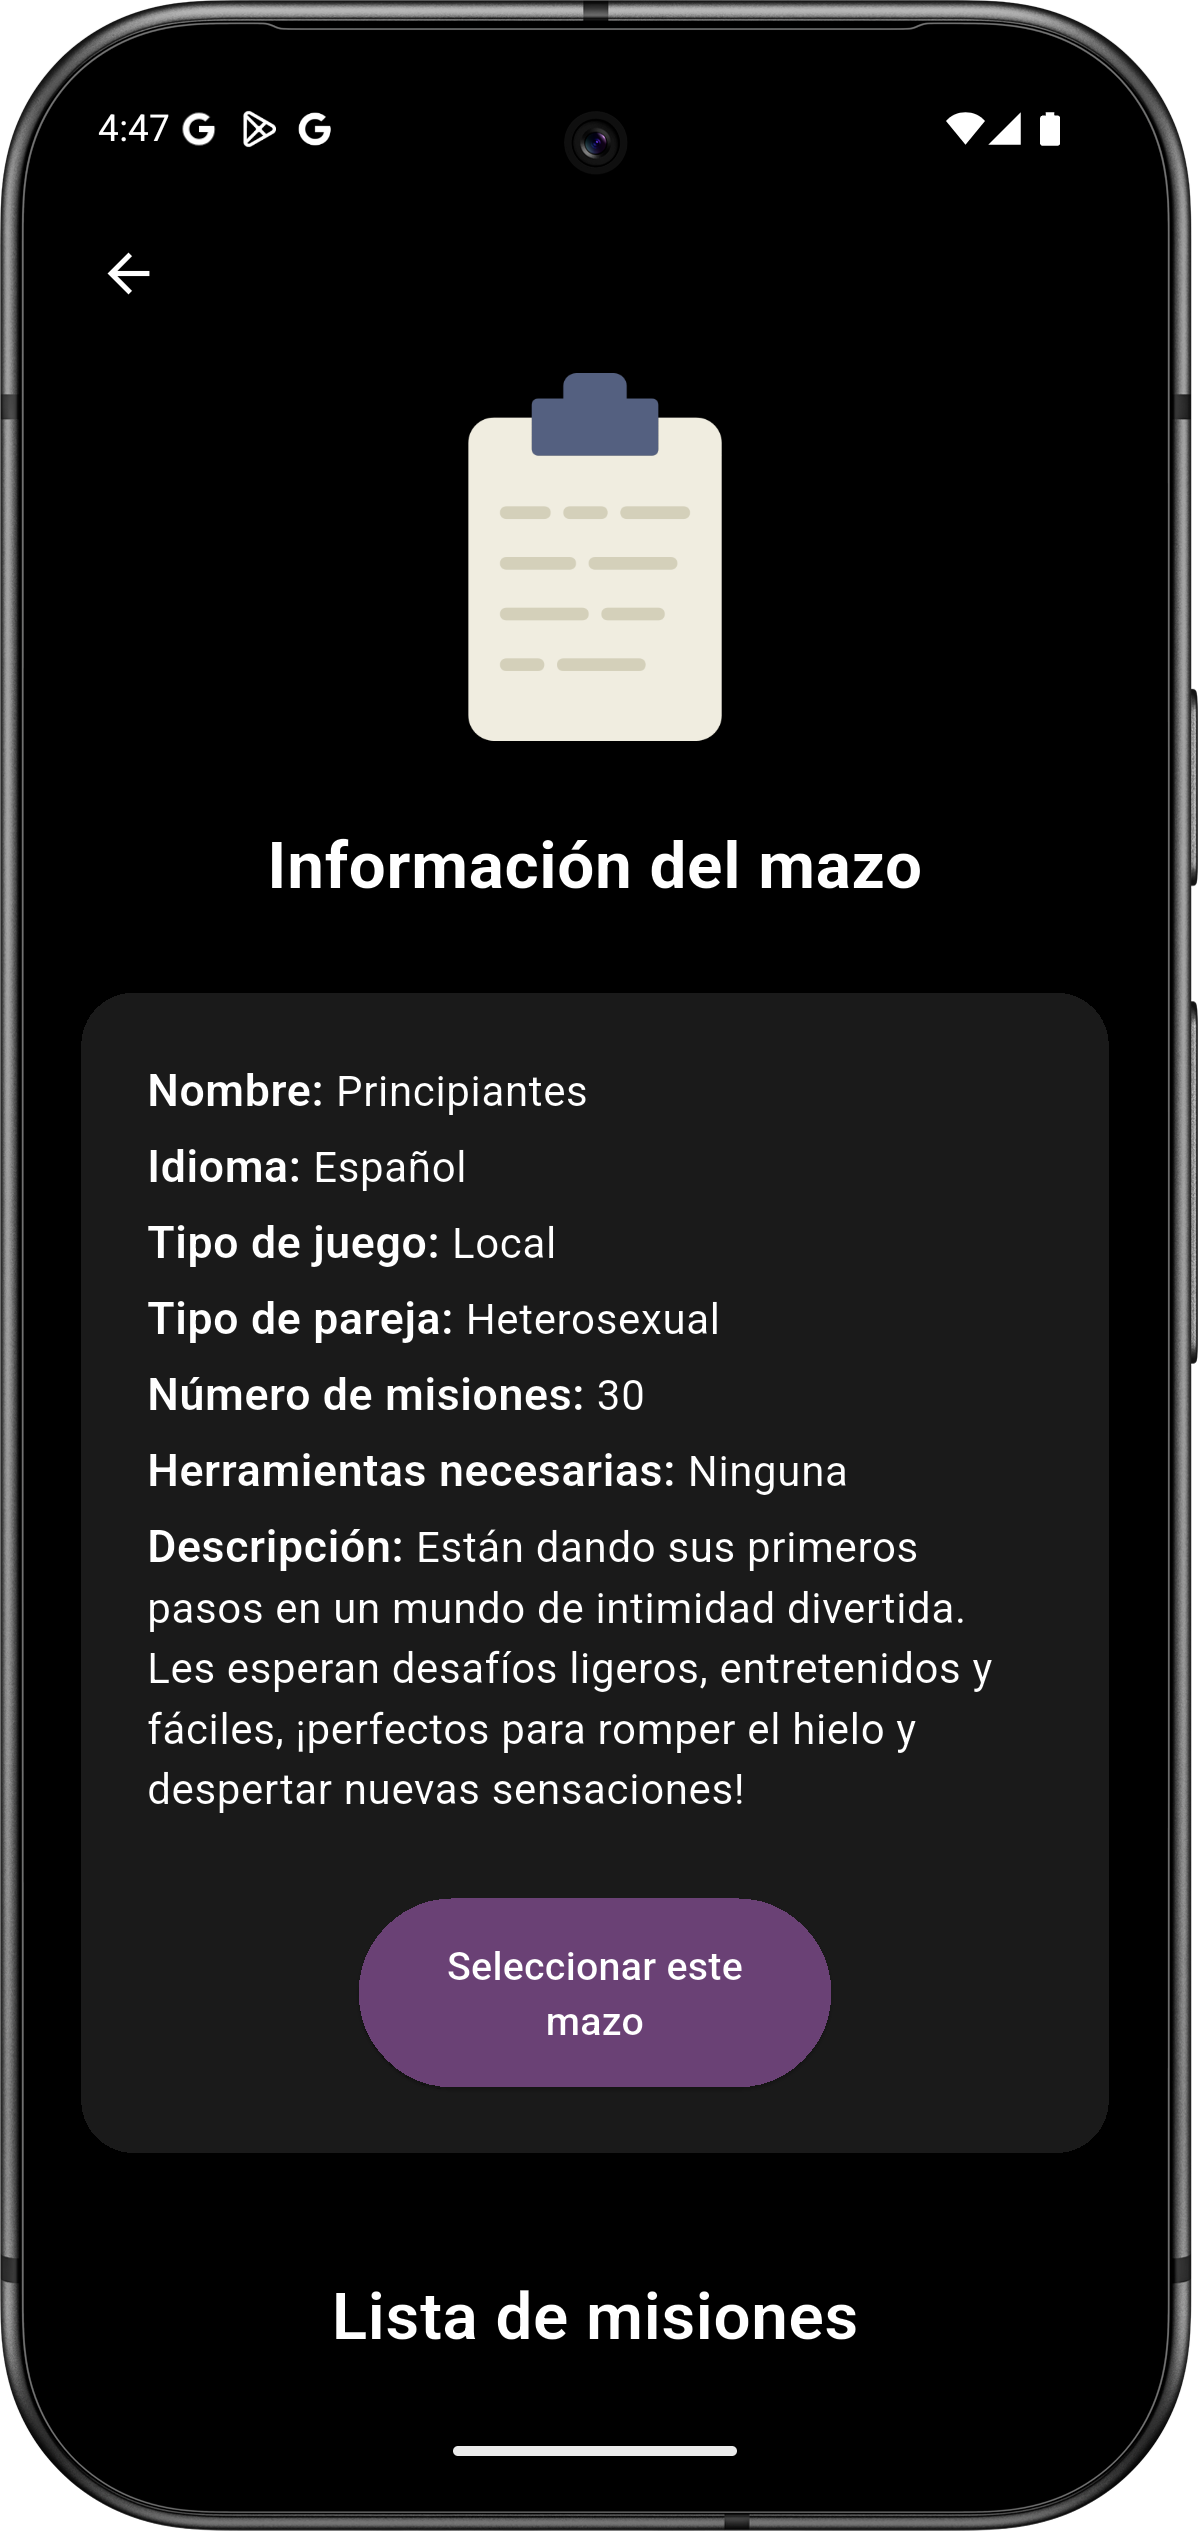 4:47
Información del mazo
Nombre: Principiantes
Idioma: Español
Tipo de juego: Local
Tipo de pareja: Heterosexual
Número de misiones: 30
Herramientas necesarias: Ninguna
Descripción: Están dando sus primeros
pasos en un mundo de intimidad divertida.
Les esperan desafíos ligeros, entretenidos y
fáciles, ¡perfectos para romper el hielo y
despertar nuevas sensaciones!
Seleccionar este
mazo
Lista de misiones